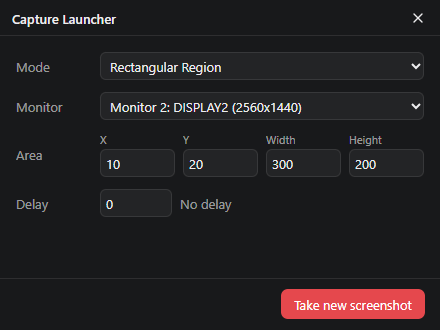 Capture Launcher
Mode Rectangular Region
Monitor Monitor 2: DISPLAY2 (2560x1440)
X Y Width Height
Area 10 20 300 200
Delay 0 No delay
Take new screenshot